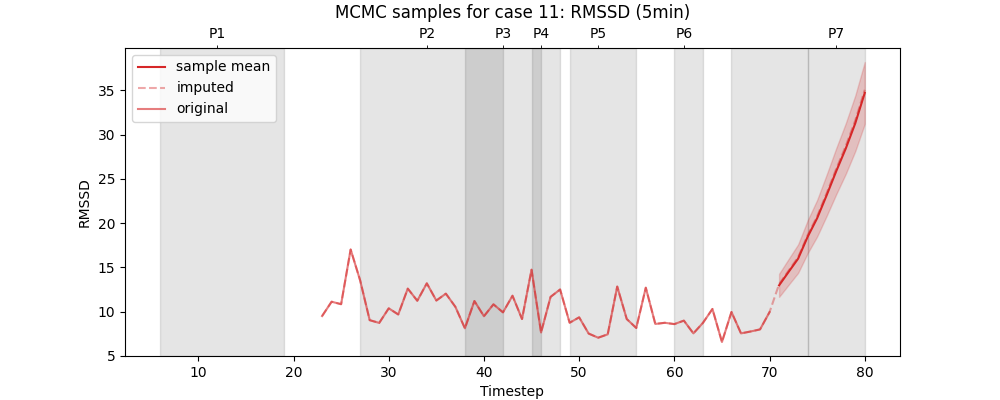 MCMC samples for case 11: RMSSD (5min)
P1 P2 P3 P4 P5 P6 P7
sample mean
imputed
original
RMSSD
35
30
25
20
15
10
5
10 20 30 40 50 60 70 80
Timestep